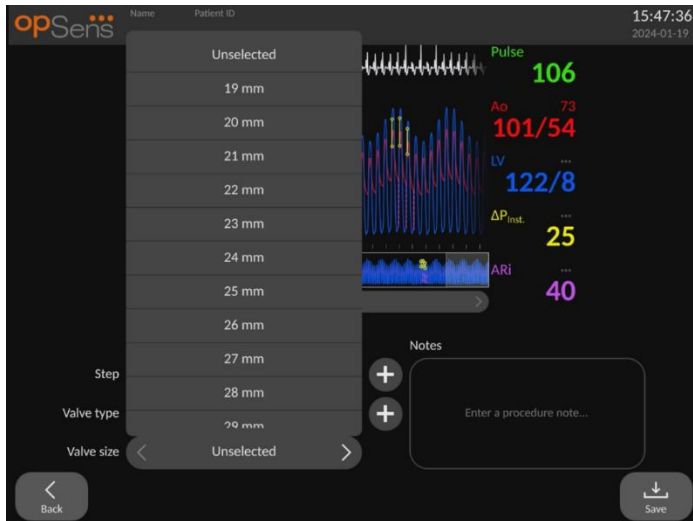 opSens
Name Patient ID
15:47:36
2024-01-19
Unselected
19 mm
20 mm
21 mm
22 mm
23 mm
24 mm
25 mm
26 mm
27 mm
28 mm
29 mm
Pulse
106
Ao 73
101/54
LV ---
122/8
ΔPInst. ---
25
ARi ---
40
Step
Valve type
Valve size
Unselected
Notes
Enter a procedure note...
Back
Save